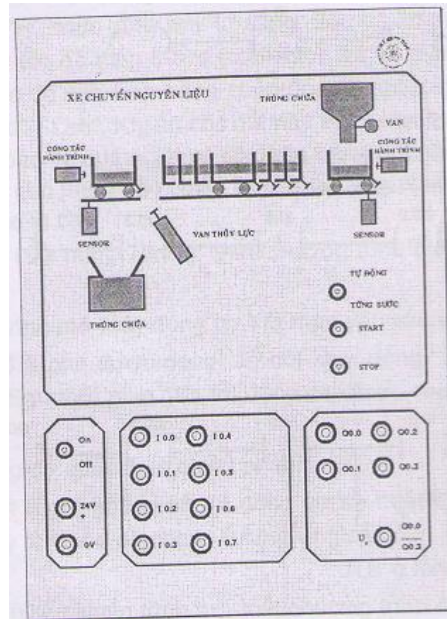 XE CHUYỂN NGUYÊN LIỆU
THÙNG CHỨA
VAN
CÔNG TẮC
HÀNH TRÌNH
CÔNG TẮC
HÀNH TRÌNH
SENSOR
VAN THỦY LỰC
SENSOR
THÙNG CHỨA
TỰ ĐỘNG
TỪNG BƯỚC
START
STOP
On
Off
24V
+
0V
I 0.0
I 0.4
I 0.1
I 0.5
I 0.2
I 0.6
I 0.3
I 0.7
Q0.0
Q0.2
Q0.1
Q0.3
Q0.0
Q0.3